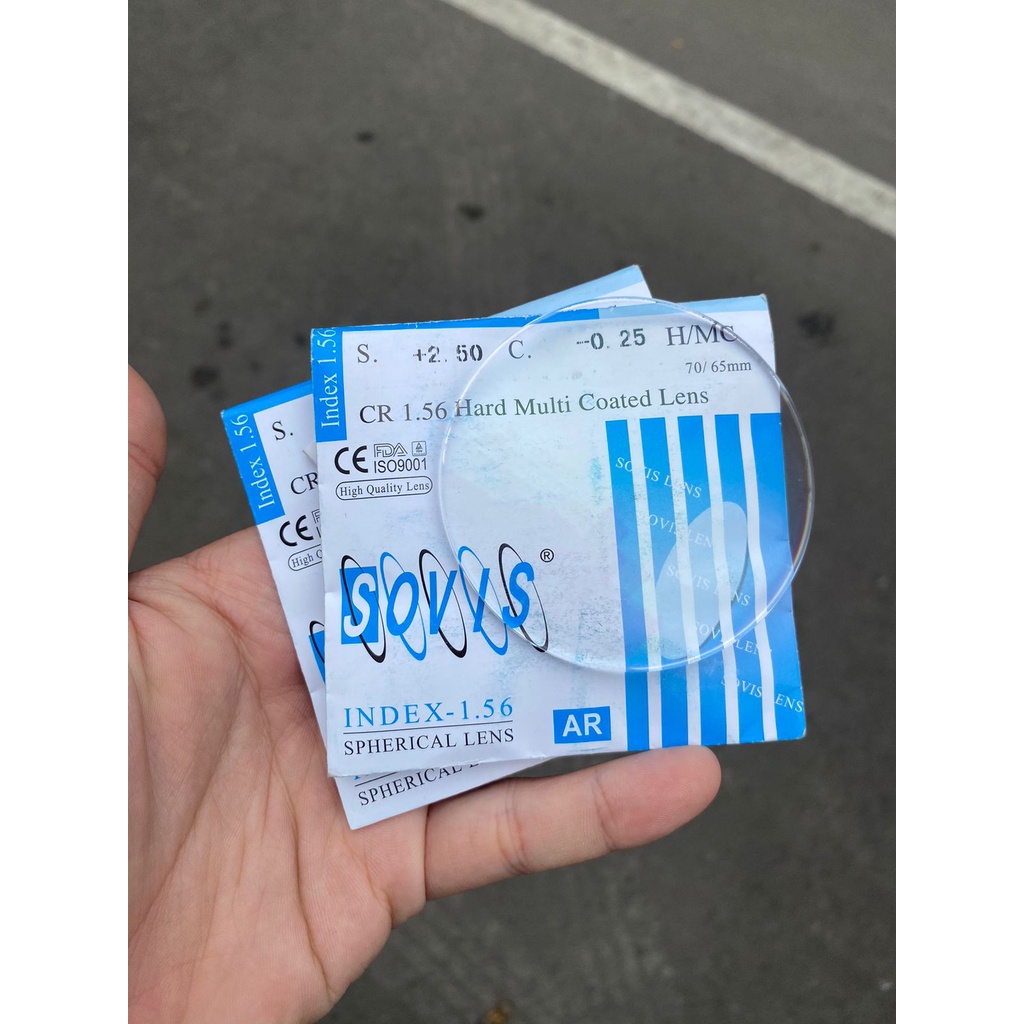 Index 1.56
S. +2.50 C. --0.25 H/MC
70/ 65mm
CR 1.56 Hard Multi Coated Lens
CE FDA
ISO9001
High Quality Lens
SOVIS ®
SOVIS LENS
SOVIS LENS
SOVIS LENS
SOVIS LENS
SOVIS LENS
INDEX-1.56
SPHERICAL LENS
AR
Index 1.56
S.
CR
CE
High
SPHERICAL